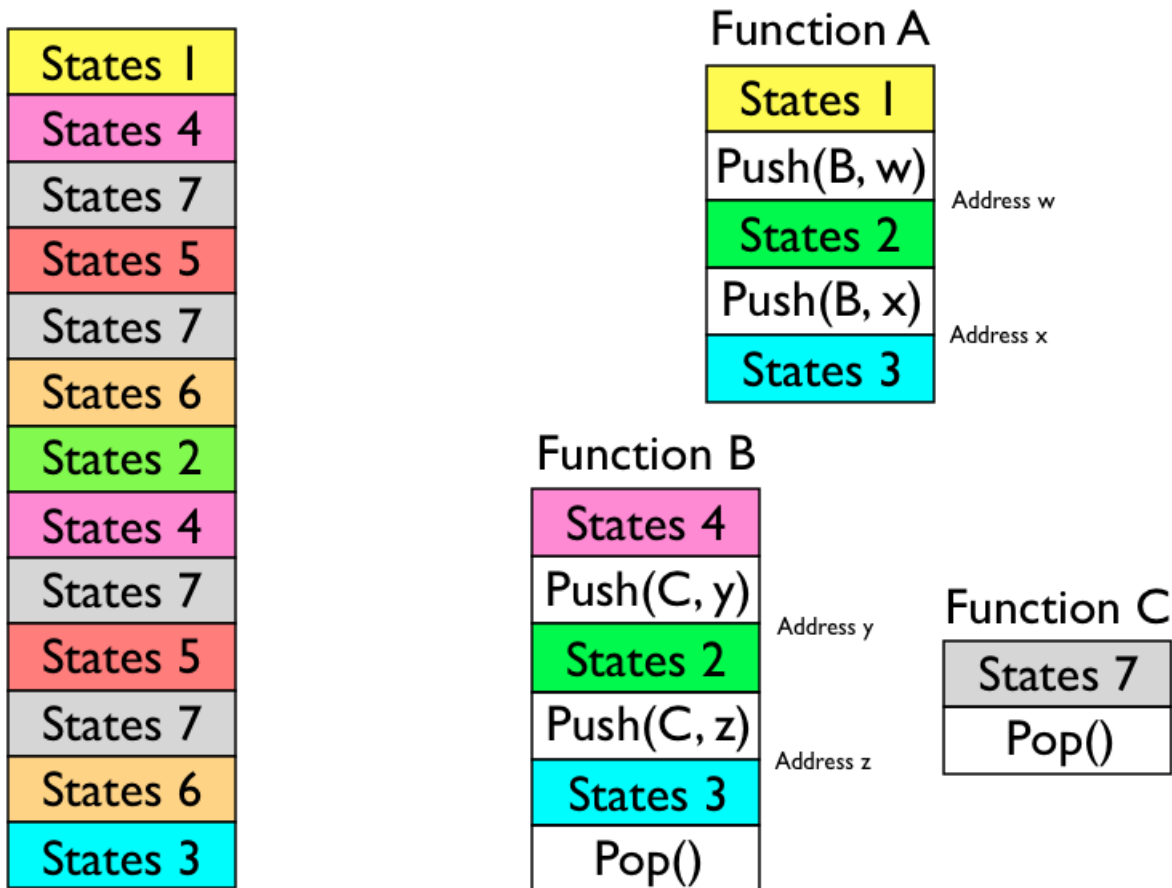 States 1
States 4
States 7
States 5
States 7
States 6
States 2
States 4
States 7
States 5
States 7
States 6
States 3
Function A
States 1
Push(B, w)
Address w
States 2
Push(B, x)
Address x
States 3
Function B
States 4
Push(C, y)
Address y
States 2
Push(C, z)
Address z
States 3
Pop()
Function C
States 7
Pop()